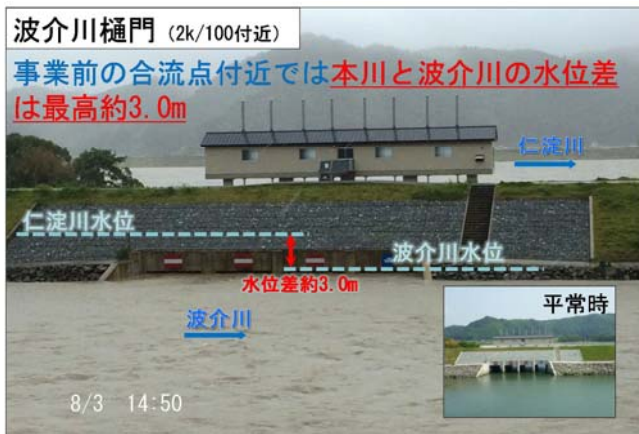 波介川樋門（2k/100付近）
事業前の合流点付近では本川と波介川の水位差
は最高約3.0m
仁淀川
仁淀川水位
波介川水位
水位差約3.0m
波介川
平常時
8/3 14:50